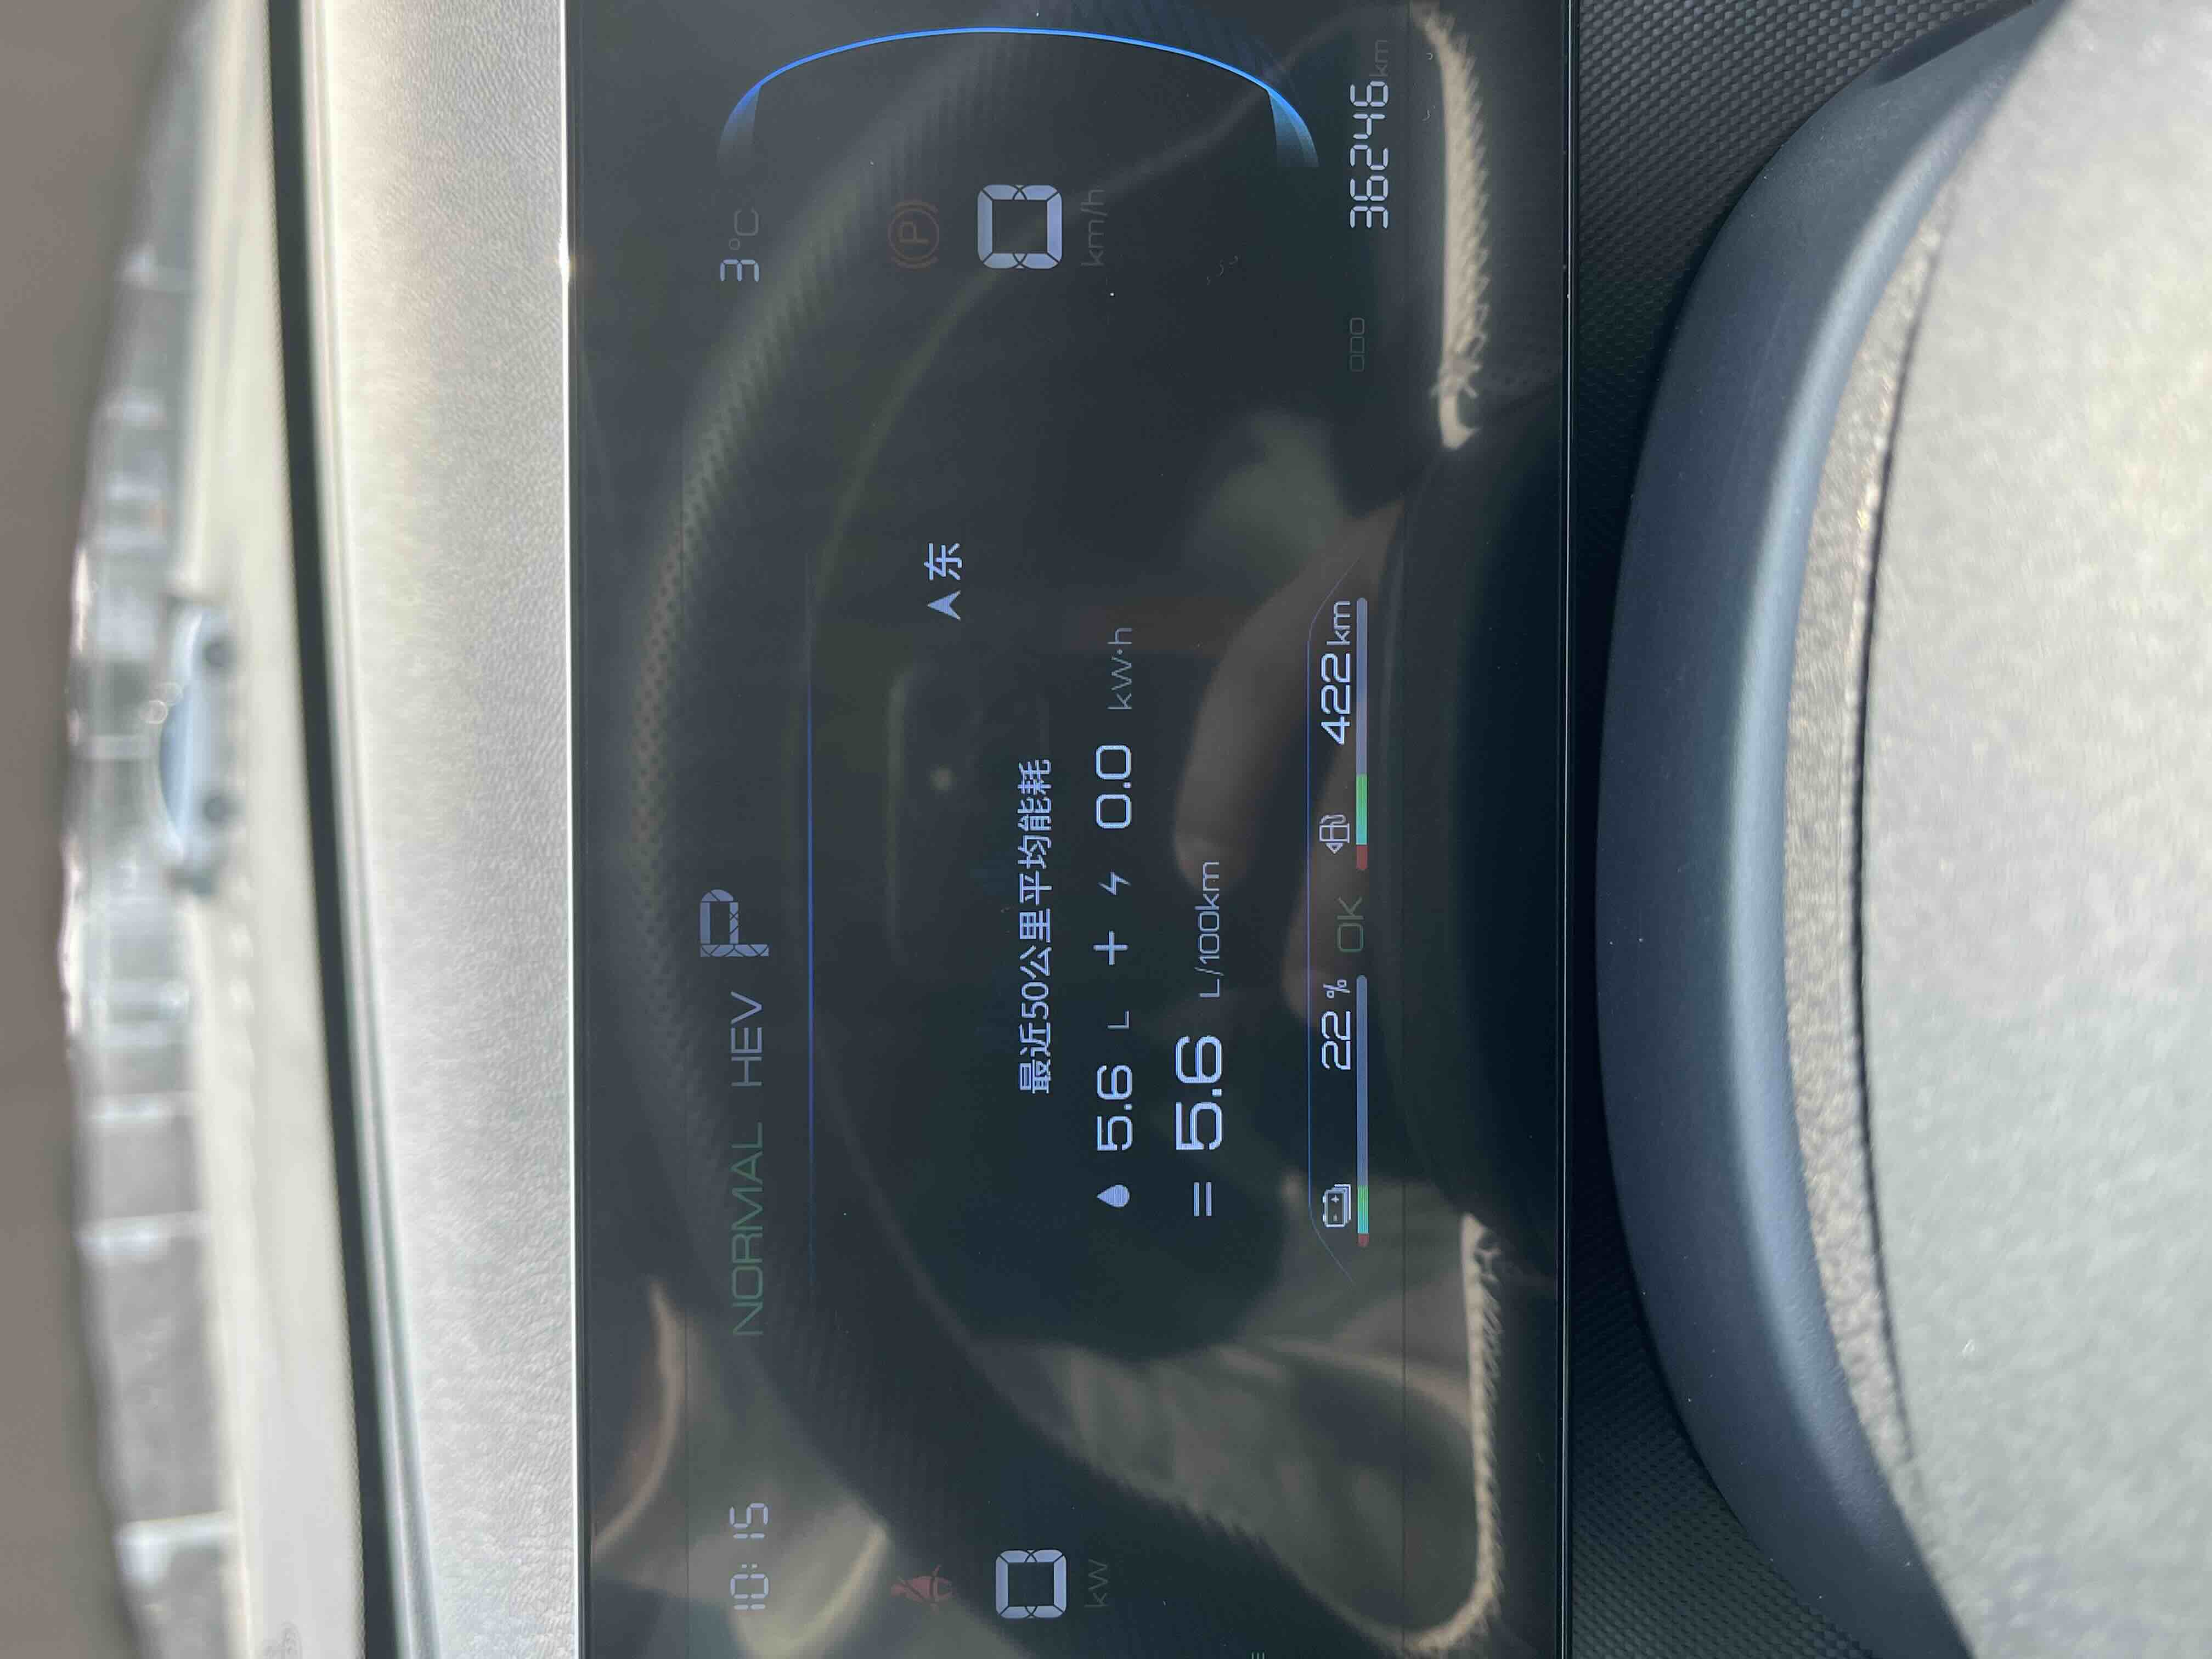 10:15 NORMAL HEV P 3°C
(P)
东
0 kW
0 km/h
最近50公里平均能耗
5.6 L + 0.0 kW·h
= 5.6 L/100km
22 % OK 422 km
ODO 36246 km